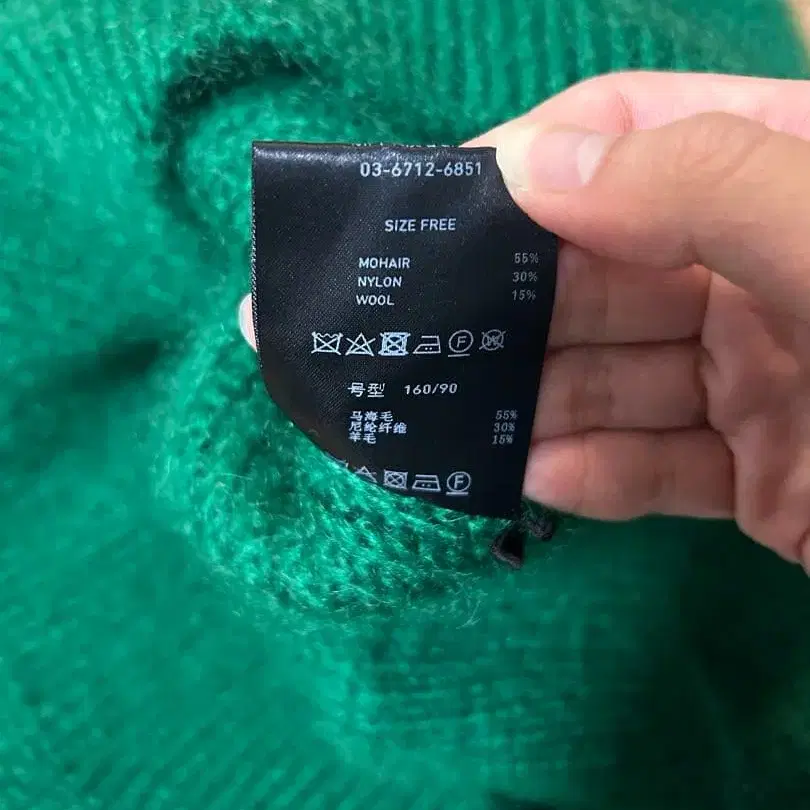 03-6712-6851
SIZE FREE
MOHAIR 55%
NYLON 30%
WOOL 15%
F W
号型 160/90
马海毛 55%
尼纶纤维 30%
羊毛 15%
F